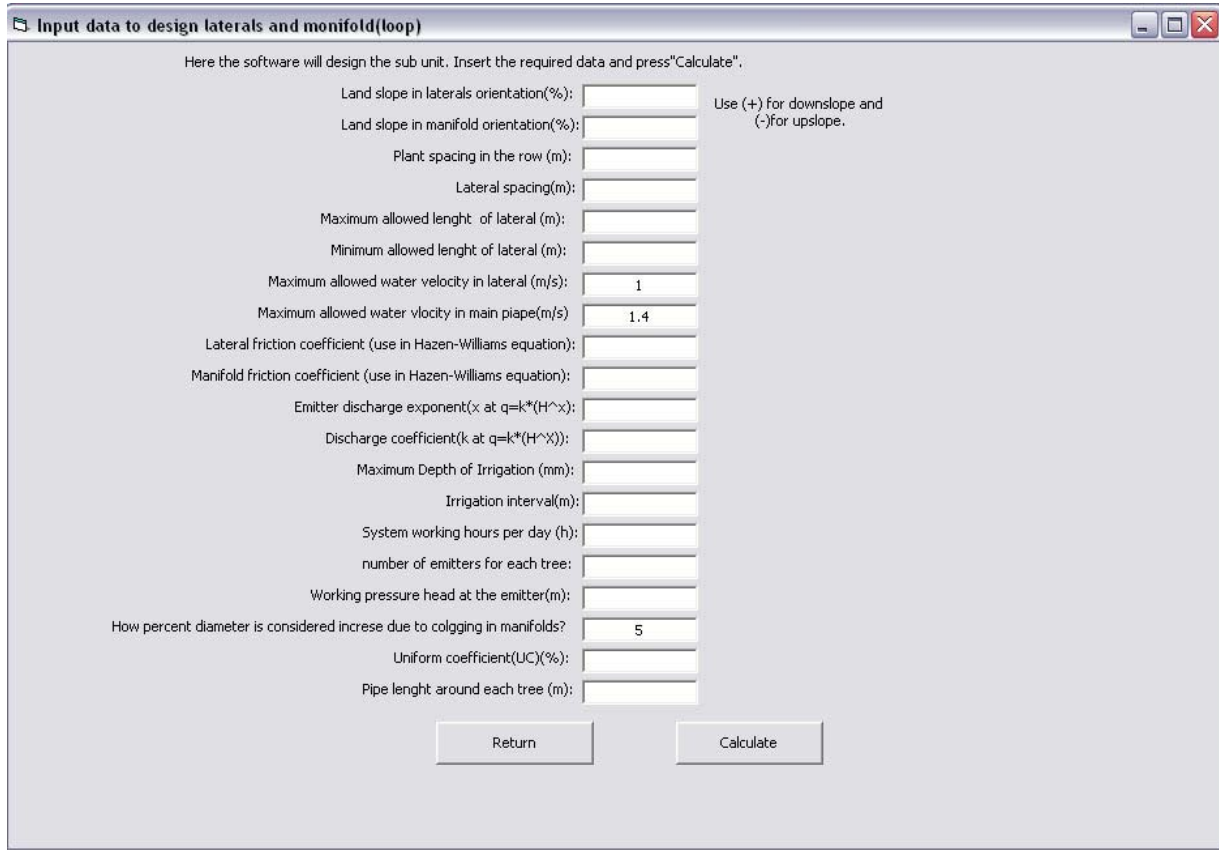 Input data to design laterals and monifold(loop)
Here the software will design the sub unit. Insert the required data and press"Calculate".
Land slope in laterals orientation(%):
Use (+) for downslope and
(-)for upslope.
Land slope in manifold orientation(%):
Plant spacing in the row (m):
Lateral spacing(m):
Maximum allowed lenght of lateral (m):
Minimum allowed lenght of lateral (m):
Maximum allowed water velocity in lateral (m/s): 1
Maximum allowed water vlocity in main piape(m/s) 1.4
Lateral friction coefficient (use in Hazen-Williams equation):
Manifold friction coefficient (use in Hazen-Williams equation):
Emitter discharge exponent(x at q=k*(H^x):
Discharge coefficient(k at q=k*(H^X)):
Maximum Depth of Irrigation (mm):
Irrigation interval(m):
System working hours per day (h):
number of emitters for each tree:
Working pressure head at the emitter(m):
How percent diameter is considered increse due to colgging in manifolds? 5
Uniform coefficient(UC)(%):
Pipe lenght around each tree (m):
Return Calculate